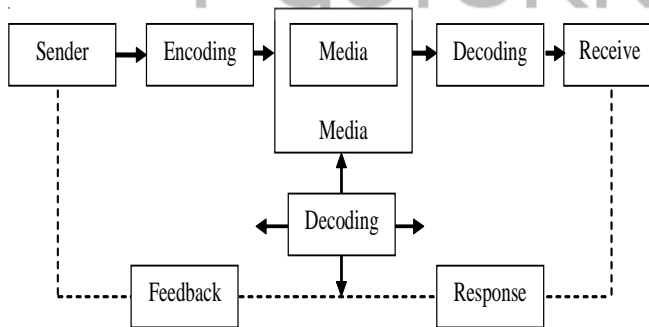 Sender
Encoding
Media
Decoding
Receive
Media
Decoding
Feedback
Response